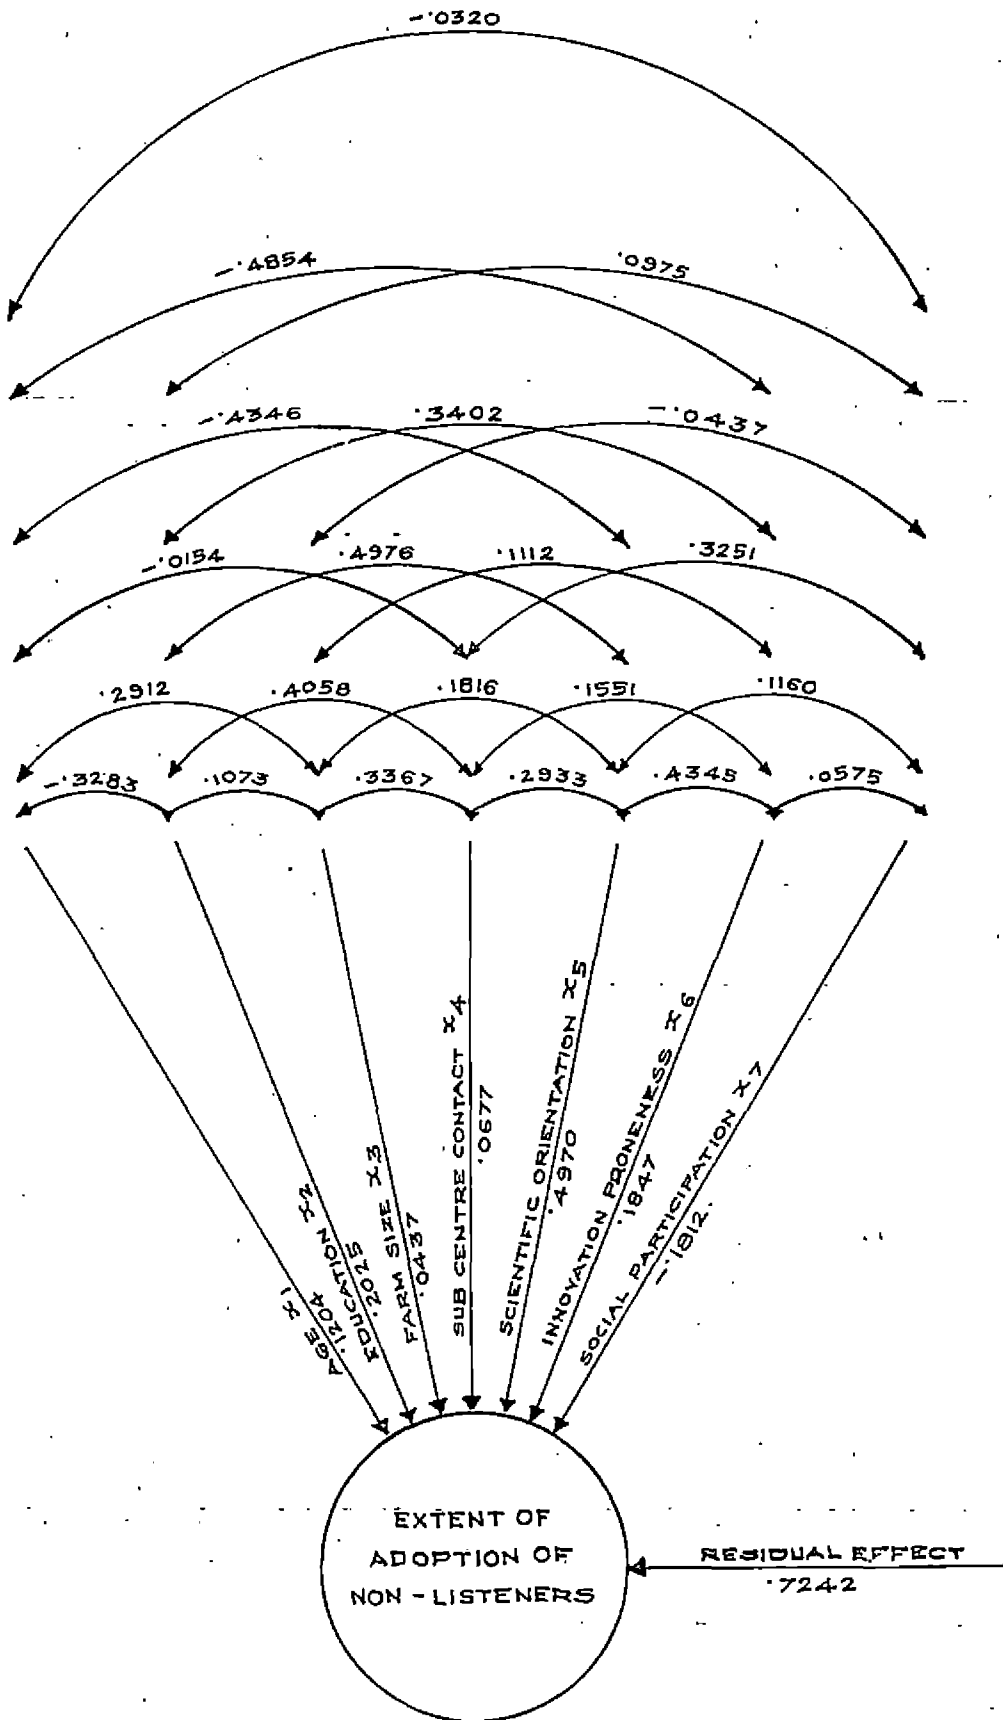 -·0320
-·4854
·0975
-·4346
·3402
-·0437
-·0154
·4976
·1112
·3251
·2912
·4058
·1816
·1551
·1160
-·3283
·1073
·3367
·2933
·4345
·0575
AGE X1
·1204
EDUCATION X2
·2025
FARM SIZE X3
·0437
SUB CENTRE CONTACT X4
·0677
SCIENTIFIC ORIENTATION X5
·4970
INNOVATION PRONENESS X6
·1847
SOCIAL PARTICIPATION X7
-·1812.
EXTENT OF
ADOPTION OF
NON - LISTENERS
RESIDUAL EFFECT
·7242